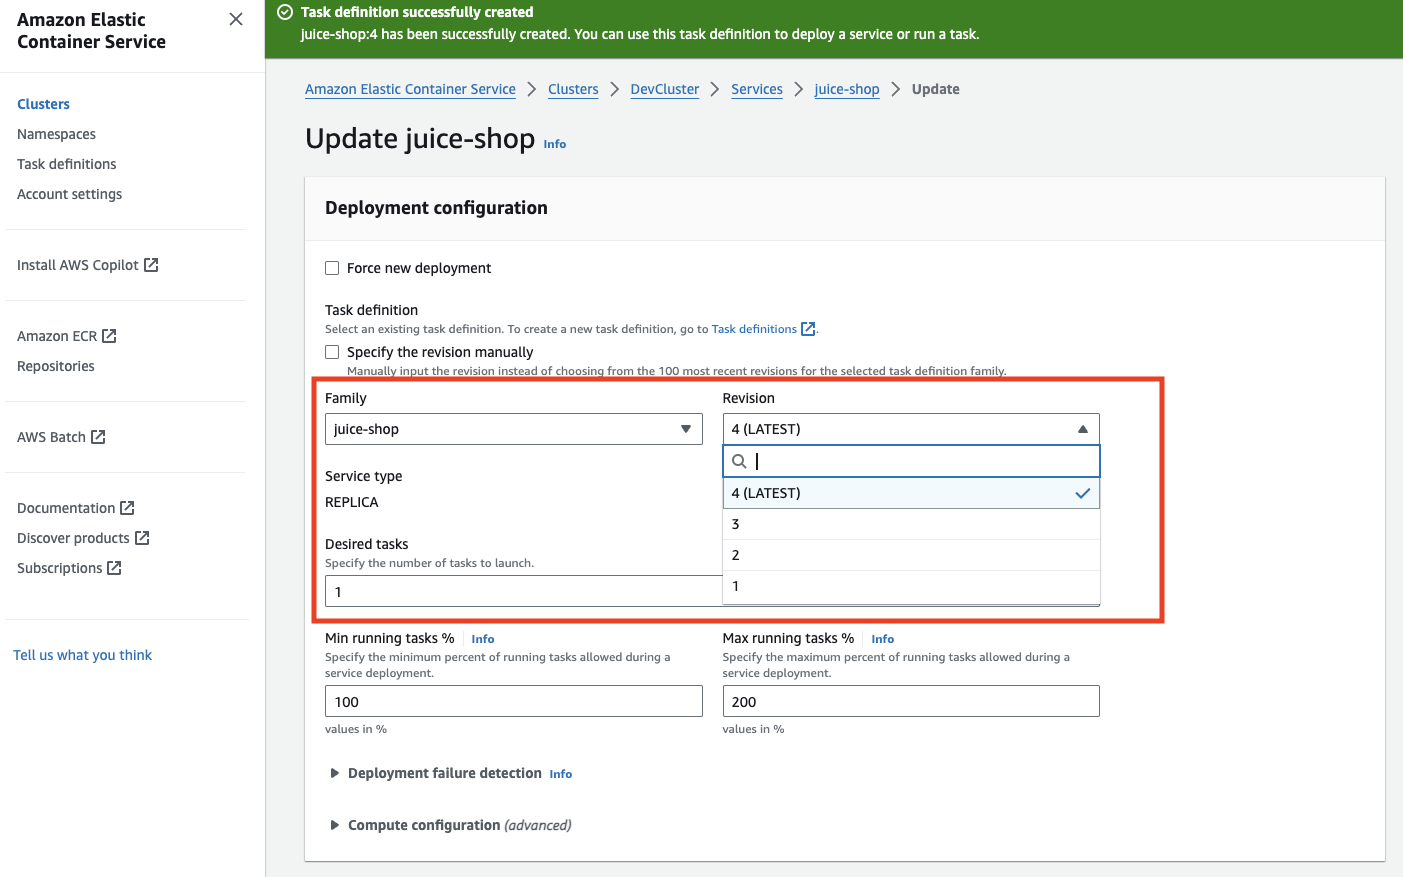 Amazon Elastic
Container Service
Clusters
Namespaces
Task definitions
Account settings
Install AWS Copilot
Amazon ECR
Repositories
AWS Batch
Documentation
Discover products
Subscriptions
Tell us what you think
Task definition successfully created
juice-shop:4 has been successfully created. You can use this task definition to deploy a service or run a task.
Amazon Elastic Container Service > Clusters > DevCluster > Services > juice-shop > Update
Update juice-shop Info
Deployment configuration
Force new deployment
Task definition
Select an existing task definition. To create a new task definition, go to Task definitions.
Specify the revision manually
Manually input the revision instead of choosing from the 100 most recent revisions for the selected task definition family.
Family
juice-shop
Revision
4 (LATEST)
4 (LATEST)
3
2
1
Service type
REPLICA
Desired tasks
Specify the number of tasks to launch.
1
Min running tasks % Info
Specify the minimum percent of running tasks allowed during a
service deployment.
100
values in %
Max running tasks % Info
Specify the maximum percent of running tasks allowed during a
service deployment.
200
values in %
Deployment failure detection Info
Compute configuration (advanced)